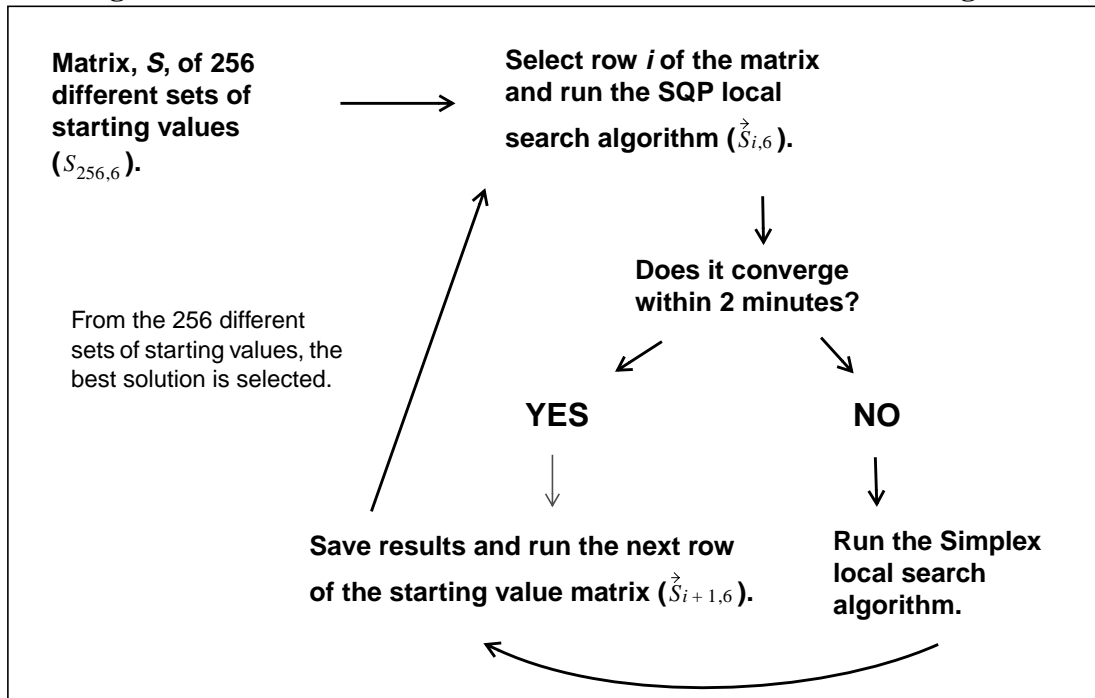 Matrix, S, of 256
different sets of
starting values
(S256,6).
Select row i of the matrix
and run the SQP local
search algorithm (S⃗i,6).
Does it converge
within 2 minutes?
From the 256 different
sets of starting values, the
best solution is selected.
YES
NO
Save results and run the next row
of the starting value matrix (S⃗i + 1,6).
Run the Simplex
local search
algorithm.